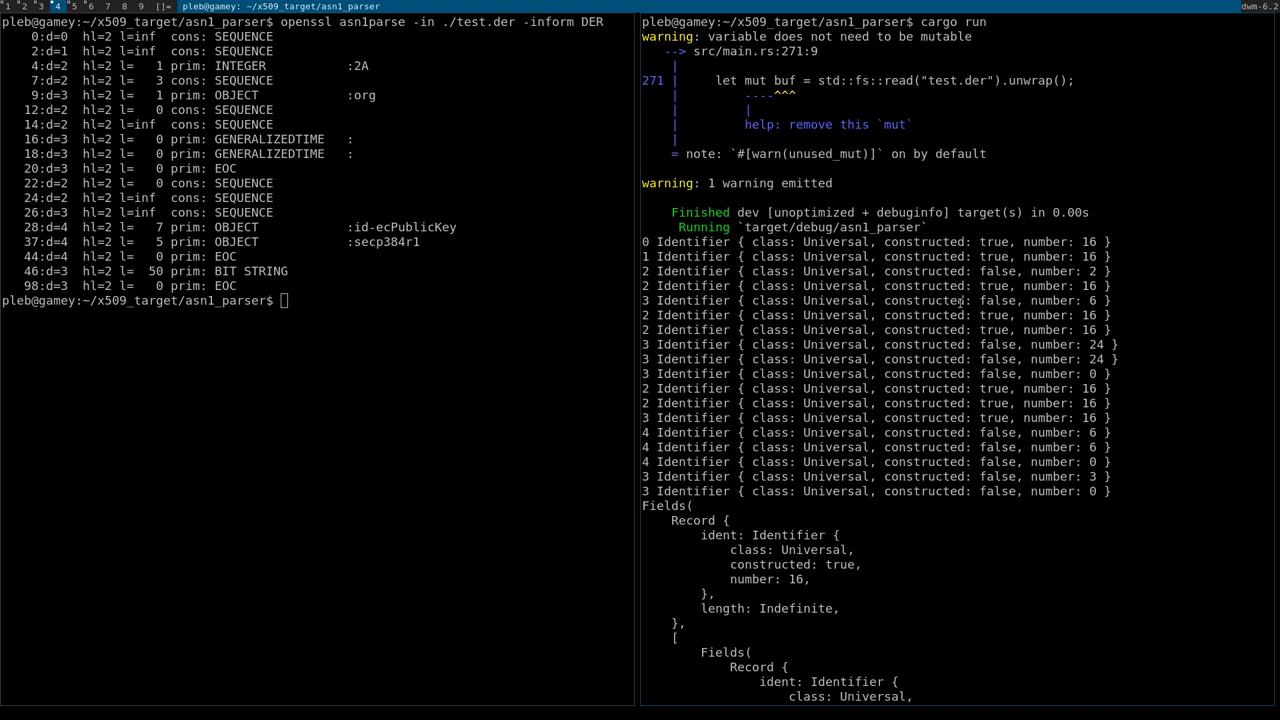 1 2 3 4 5 6 7 8 9 []= pleb@gamey: ~/x509_target/asn1_parser dwm-6.2
pleb@gamey:~/x509_target/asn1_parser$ openssl asn1parse -in ./test.der -inform DER
0:d=0 hl=2 l=inf cons: SEQUENCE
2:d=1 hl=2 l=inf cons: SEQUENCE
4:d=2 hl=2 l= 1 prim: INTEGER :2A
7:d=2 hl=2 l= 3 cons: SEQUENCE
9:d=3 hl=2 l= 1 prim: OBJECT :org
12:d=2 hl=2 l= 0 cons: SEQUENCE
14:d=2 hl=2 l=inf cons: SEQUENCE
16:d=3 hl=2 l= 0 prim: GENERALIZEDTIME :
18:d=3 hl=2 l= 0 prim: GENERALIZEDTIME :
20:d=3 hl=2 l= 0 prim: EOC
22:d=2 hl=2 l= 0 cons: SEQUENCE
24:d=2 hl=2 l=inf cons: SEQUENCE
26:d=3 hl=2 l=inf cons: SEQUENCE
28:d=4 hl=2 l= 7 prim: OBJECT :id-ecPublicKey
37:d=4 hl=2 l= 5 prim: OBJECT :secp384r1
44:d=4 hl=2 l= 0 prim: EOC
46:d=3 hl=2 l= 50 prim: BIT STRING
98:d=3 hl=2 l= 0 prim: EOC
pleb@gamey:~/x509_target/asn1_parser$
pleb@gamey:~/x509_target/asn1_parser$ cargo run
warning: variable does not need to be mutable
--> src/main.rs:271:9
|
271 | let mut buf = std::fs::read("test.der").unwrap();
| ----^^^
| |
| help: remove this `mut`
|
= note: `#[warn(unused_mut)]` on by default
warning: 1 warning emitted
Finished dev [unoptimized + debuginfo] target(s) in 0.00s
Running `target/debug/asn1_parser`
0 Identifier { class: Universal, constructed: true, number: 16 }
1 Identifier { class: Universal, constructed: true, number: 16 }
2 Identifier { class: Universal, constructed: false, number: 2 }
2 Identifier { class: Universal, constructed: true, number: 16 }
3 Identifier { class: Universal, constructed: false, number: 6 }
2 Identifier { class: Universal, constructed: true, number: 16 }
2 Identifier { class: Universal, constructed: true, number: 16 }
3 Identifier { class: Universal, constructed: false, number: 24 }
3 Identifier { class: Universal, constructed: false, number: 24 }
3 Identifier { class: Universal, constructed: false, number: 0 }
2 Identifier { class: Universal, constructed: true, number: 16 }
2 Identifier { class: Universal, constructed: true, number: 16 }
3 Identifier { class: Universal, constructed: true, number: 16 }
4 Identifier { class: Universal, constructed: false, number: 6 }
4 Identifier { class: Universal, constructed: false, number: 6 }
4 Identifier { class: Universal, constructed: false, number: 0 }
3 Identifier { class: Universal, constructed: false, number: 3 }
3 Identifier { class: Universal, constructed: false, number: 0 }
Fields(
Record {
ident: Identifier {
class: Universal,
constructed: true,
number: 16,
},
length: Indefinite,
},
[
Fields(
Record {
ident: Identifier {
class: Universal,